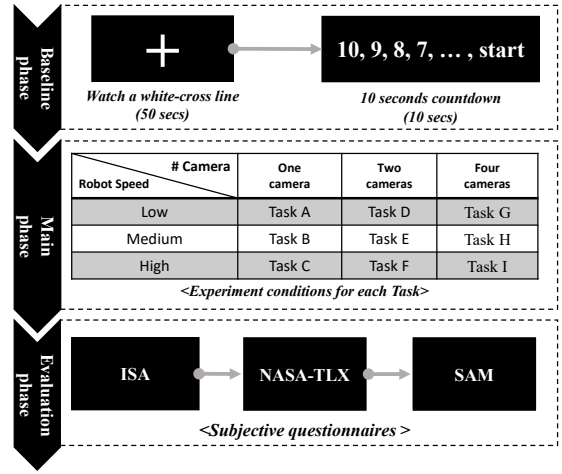 Baseline phase
10, 9, 8, 7, … , start
Watch a white-cross line
(50 secs)
10 seconds countdown
(10 secs)
Main phase
# Camera
Robot Speed
One camera
Two cameras
Four cameras
Low Task A Task D Task G
Medium Task B Task E Task H
High Task C Task F Task I
<Experiment conditions for each Task>
Evaluation phase
ISA
NASA-TLX
SAM
<Subjective questionnaires >